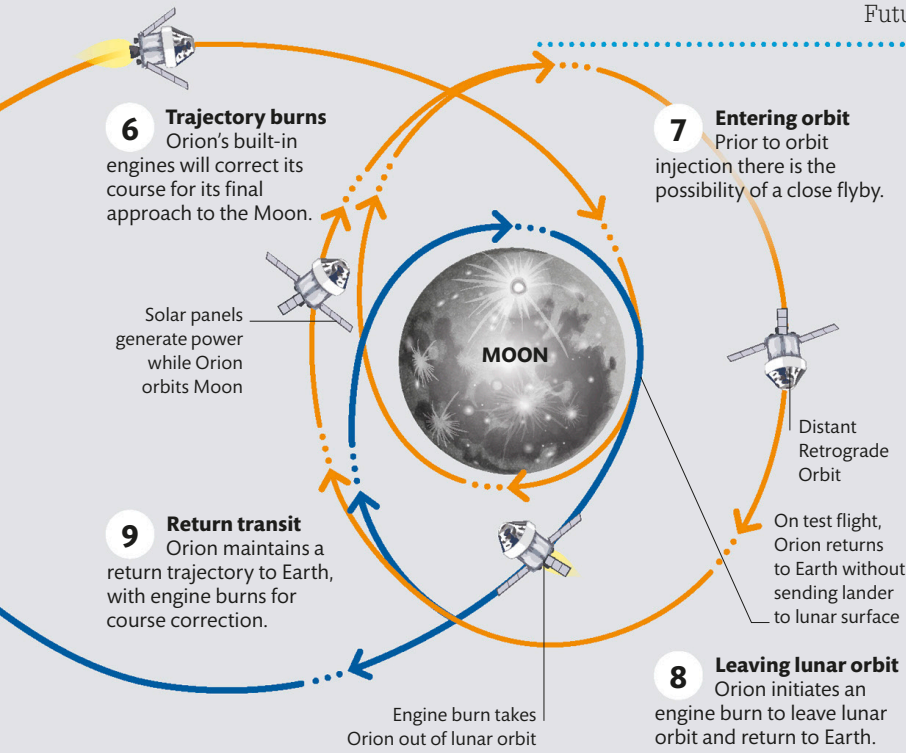 Futu
6 Trajectory burns
Orion's built-in
engines will correct its
course for its final
approach to the Moon.
7 Entering orbit
Prior to orbit
injection there is the
possibility of a close flyby.
Solar panels
generate power
while Orion
orbits Moon
MOON
Distant
Retrograde
Orbit
On test flight,
Orion returns
to Earth without
sending lander
to lunar surface
9 Return transit
Orion maintains a
return trajectory to Earth,
with engine burns for
course correction.
8 Leaving lunar orbit
Orion initiates an
engine burn to leave lunar
orbit and return to Earth.
Engine burn takes
Orion out of lunar orbit